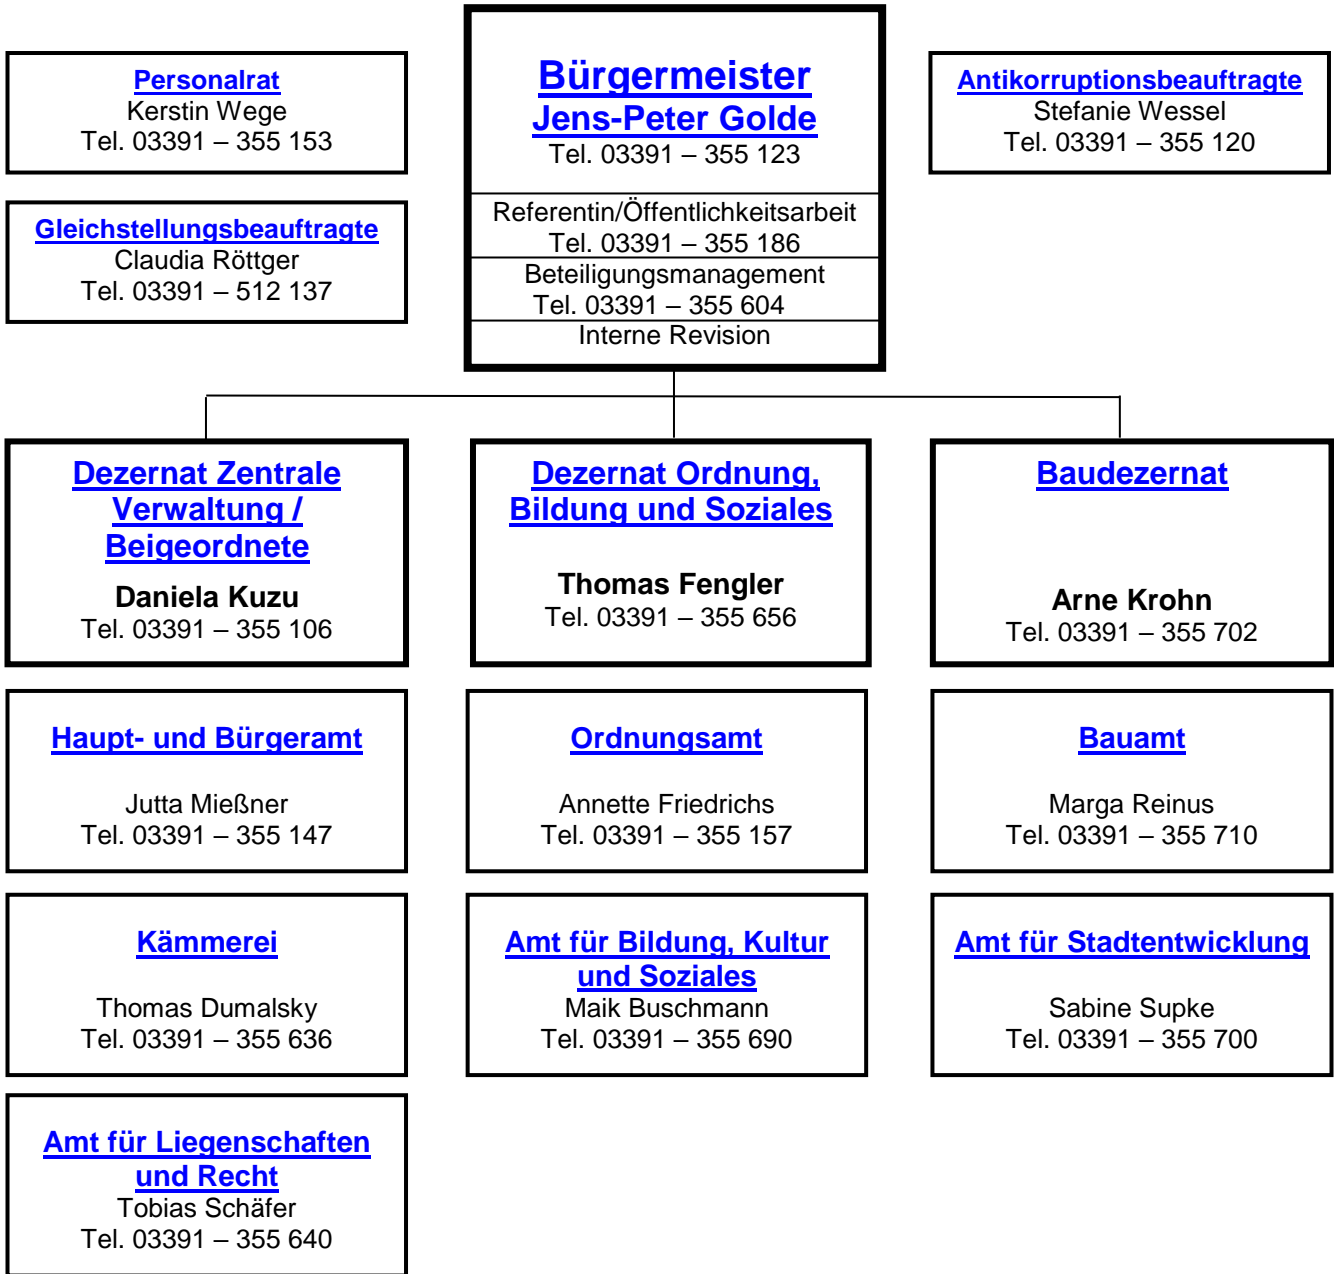 Personalrat
Kerstin Wege
Tel. 03391 – 355 153
Gleichstellungsbeauftragte
Claudia Röttger
Tel. 03391 – 512 137
Bürgermeister
Jens-Peter Golde
Tel. 03391 – 355 123
Referentin/Öffentlichkeitsarbeit
Tel. 03391 – 355 186
Beteiligungsmanagement
Tel. 03391 – 355 604
Interne Revision
Antikorruptionsbeauftragte
Stefanie Wessel
Tel. 03391 – 355 120
Dezernat Zentrale
Verwaltung /
Beigeordnete
Daniela Kuzu
Tel. 03391 – 355 106
Dezernat Ordnung,
Bildung und Soziales
Thomas Fengler
Tel. 03391 – 355 656
Baudezernat
Arne Krohn
Tel. 03391 – 355 702
Haupt- und Bürgeramt
Jutta Mießner
Tel. 03391 – 355 147
Ordnungsamt
Annette Friedrichs
Tel. 03391 – 355 157
Bauamt
Marga Reinus
Tel. 03391 – 355 710
Kämmerei
Thomas Dumalsky
Tel. 03391 – 355 636
Amt für Bildung, Kultur
und Soziales
Maik Buschmann
Tel. 03391 – 355 690
Amt für Stadtentwicklung
Sabine Supke
Tel. 03391 – 355 700
Amt für Liegenschaften
und Recht
Tobias Schäfer
Tel. 03391 – 355 640